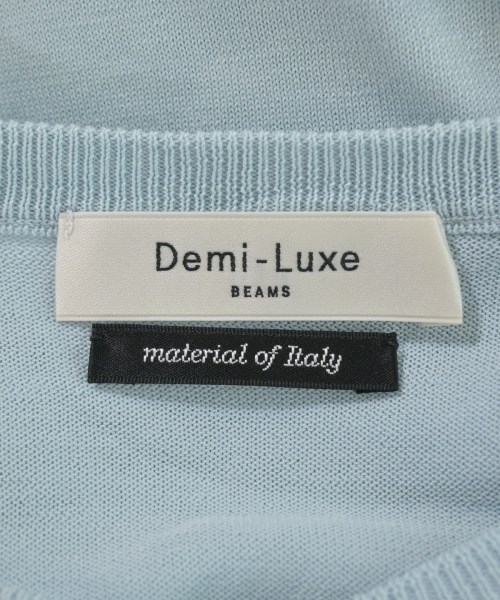 Demi-Luxe
BEAMS
material of Italy